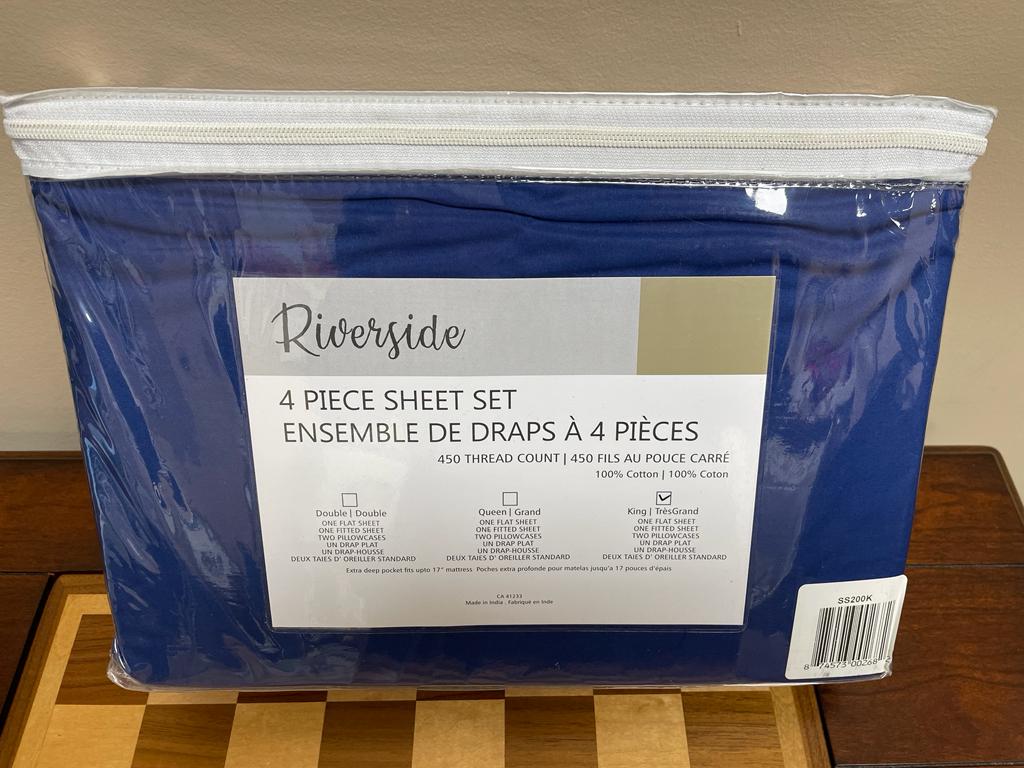 Riverside
4 PIECE SHEET SET
ENSEMBLE DE DRAPS À 4 PIÈCES
450 THREAD COUNT | 450 FILS AU POUCE CARRÉ
100% Cotton | 100% Coton
Double | Double
ONE FLAT SHEET
ONE FITTED SHEET
TWO PILLOWCASES
UN DRAP PLAT
UN DRAP-HOUSSE
DEUX TAIES D' OREILLER STANDARD
Queen | Grand
ONE FLAT SHEET
ONE FITTED SHEET
TWO PILLOWCASES
UN DRAP PLAT
UN DRAP-HOUSSE
DEUX TAIES D' OREILLER STANDARD
King | TrèsGrand
ONE FLAT SHEET
ONE FITTED SHEET
TWO PILLOWCASES
UN DRAP PLAT
UN DRAP-HOUSSE
DEUX TAIES D' OREILLER STANDARD
Extra deep pocket fits upto 17" mattress Poches extra profonde pour matelas jusqu'a 17 pouces d'épais
CA 41233
Made in India . Fabriqué en Inde
SS200K
8 74573 00268